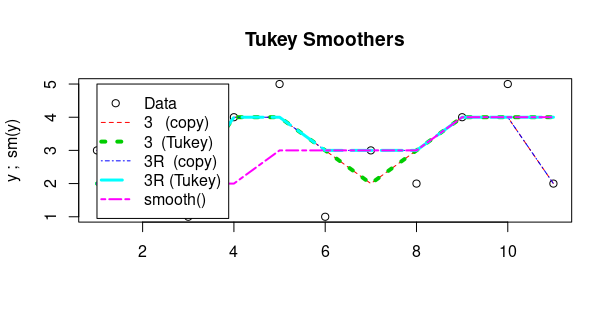 Tukey Smoothers
y ; sm(y)
5
4
3
2
1
Data
3 (copy)
3 (Tukey)
3R (copy)
3R (Tukey)
smooth()
2 4 6 8 10